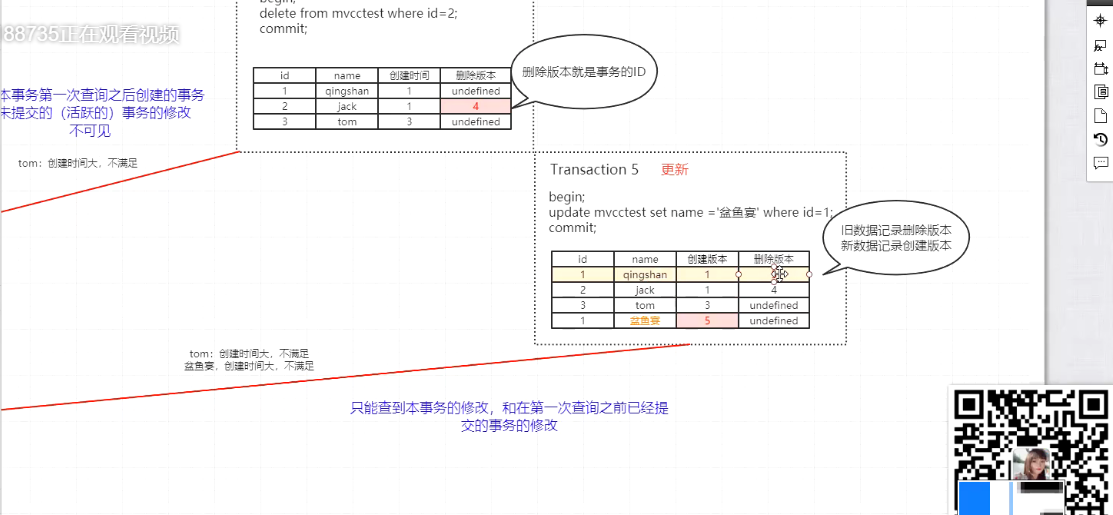 begin;
delete from mvcctest where id=2;
commit;
88735正在观看视频
id name 创建时间 删除版本
1 qingshan 1 undefined
2 jack 1 4
3 tom 3 undefined
删除版本就是事务的ID
本事务第一次查询之后创建的事务
未提交的（活跃的）事务的修改
不可见
tom：创建时间大，不满足
Transaction 5 更新
begin;
update mvcctest set name ='盆鱼宴' where id=1;
commit;
旧数据记录删除版本
新数据记录创建版本
id name 创建版本 删除版本
1 qingshan 1
2 jack 1 4
3 tom 3 undefined
1 盆鱼宴 5 undefined
tom：创建时间大，不满足
盆鱼宴，创建时间大，不满足
只能查到本事务的修改，和在第一次查询之前已经提
交的事务的修改